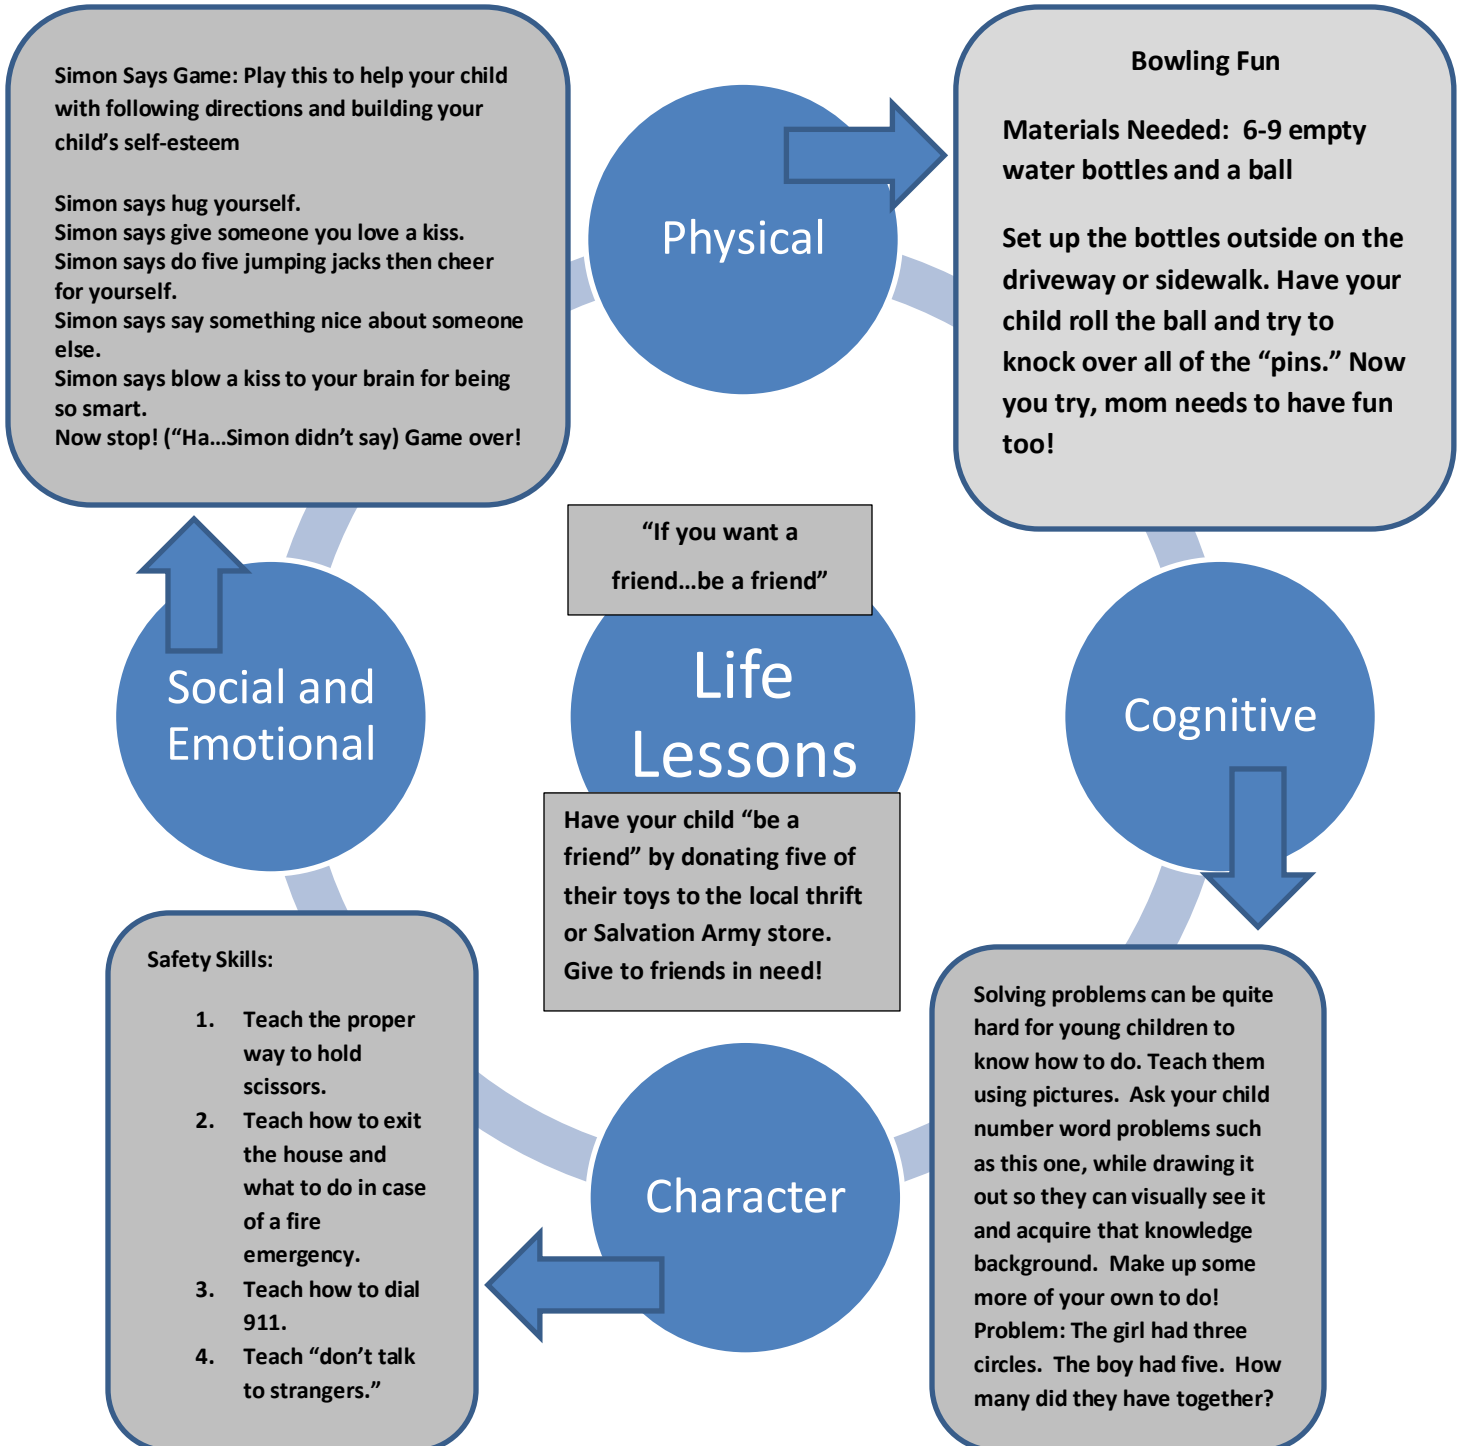 Simon Says Game: Play this to help your child
with following directions and building your
child’s self-esteem
Simon says hug yourself.
Simon says give someone you love a kiss.
Simon says do five jumping jacks then cheer
for yourself.
Simon says say something nice about someone
else.
Simon says blow a kiss to your brain for being
so smart.
Now stop! (“Ha…Simon didn’t say) Game over!
Physical
Bowling Fun
Materials Needed:  6-9 empty
water bottles and a ball
Set up the bottles outside on the
driveway or sidewalk. Have your
child roll the ball and try to
knock over all of the “pins.” Now
you try, mom needs to have fun
too!
“If you want a
friend…be a friend”
Life
Lessons
Have your child “be a
friend” by donating five of
their toys to the local thrift
or Salvation Army store.
Give to friends in need!
Social and
Emotional
Cognitive
Safety Skills:
1. Teach the proper
way to hold
scissors.
2. Teach how to exit
the house and
what to do in case
of a fire
emergency.
3. Teach how to dial
911.
4. Teach “don’t talk
to strangers.”
Character
Solving problems can be quite
hard for young children to
know how to do. Teach them
using pictures.  Ask your child
number word problems such
as this one, while drawing it
out so they can visually see it
and acquire that knowledge
background.  Make up some
more of your own to do!
Problem: The girl had three
circles.  The boy had five.  How
many did they have together?